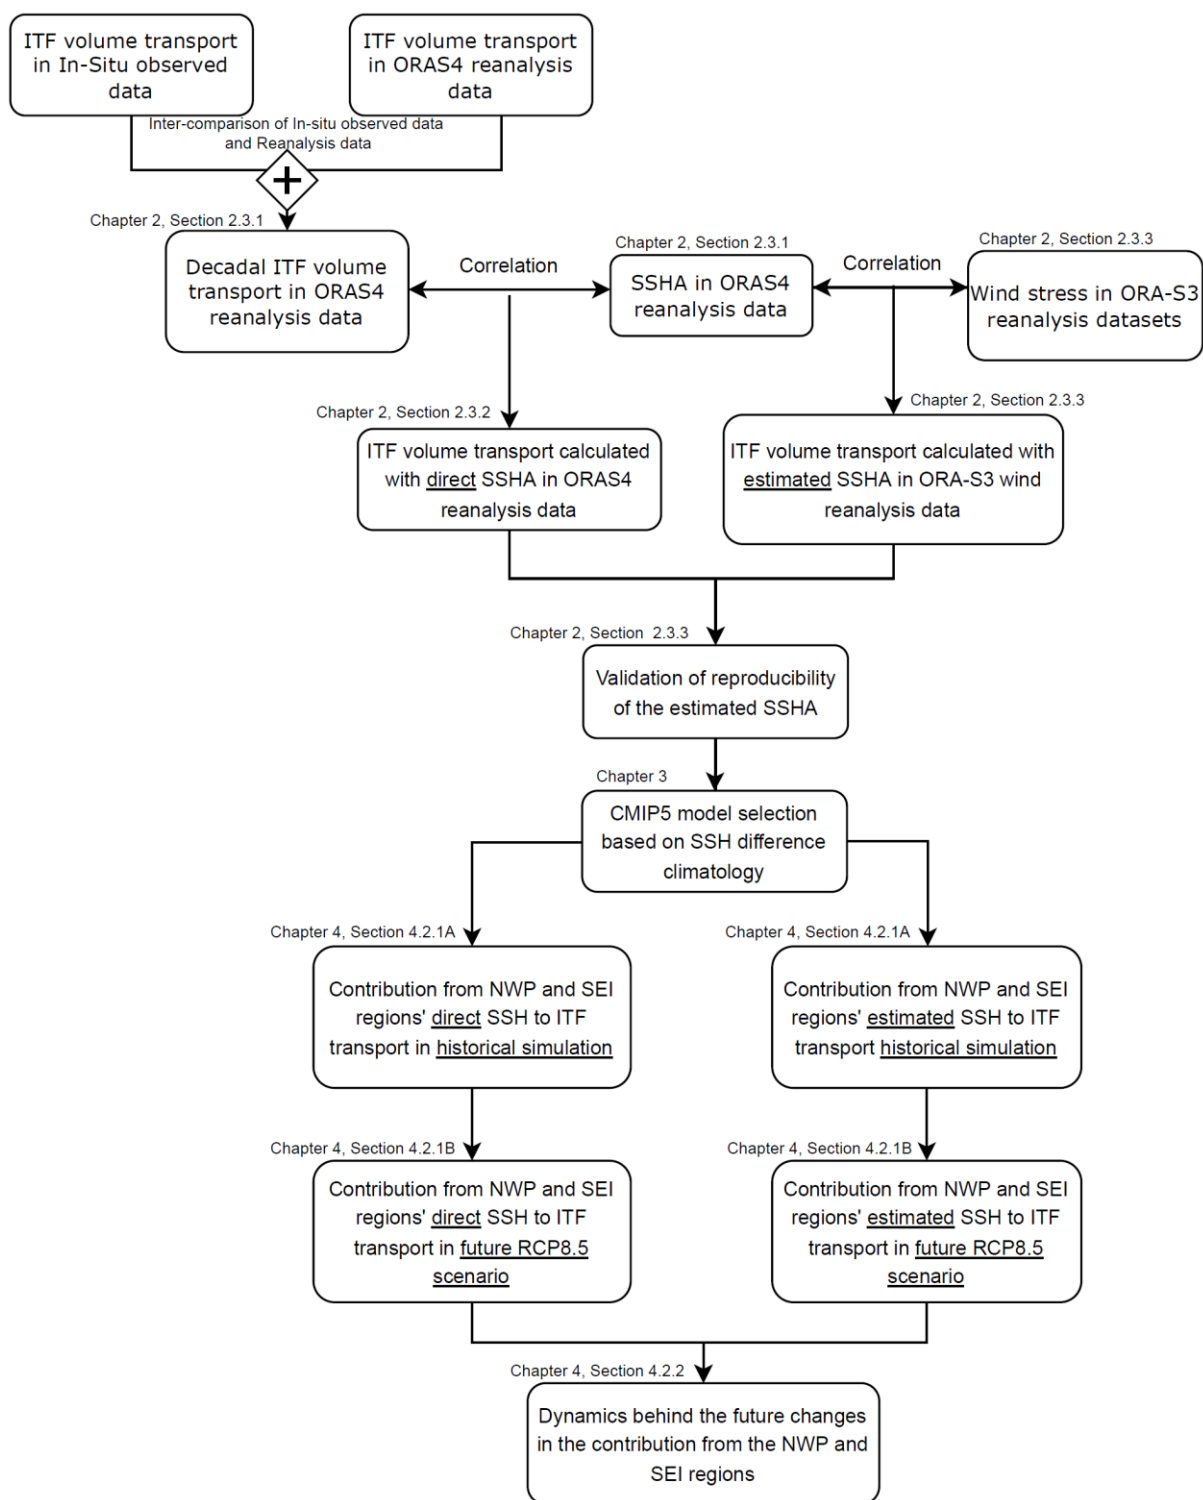 ITF volume transport
in In-Situ observed
data
ITF volume transport
in ORAS4 reanalysis
data
Inter-comparison of In-situ observed data
and Reanalysis data
Chapter 2, Section 2.3.1
Decadal ITF volume
transport in ORAS4
reanalysis data
Correlation
Chapter 2, Section 2.3.1
SSHA in ORAS4
reanalysis data
Correlation
Chapter 2, Section 2.3.3
Wind stress in ORA-S3
reanalysis datasets
Chapter 2, Section 2.3.2
ITF volume transport calculated
with direct SSHA in ORAS4
reanalysis data
Chapter 2, Section 2.3.3
ITF volume transport calculated with
estimated SSHA in ORA-S3 wind
reanalysis data
Chapter 2, Section 2.3.3
Validation of reproducibility
of the estimated SSHA
Chapter 3
CMIP5 model selection
based on SSH difference
climatology
Chapter 4, Section 4.2.1A
Contribution from NWP and SEI
regions' direct SSH to ITF
transport in historical simulation
Chapter 4, Section 4.2.1A
Contribution from NWP and SEI
regions' estimated SSH to ITF
transport historical simulation
Chapter 4, Section 4.2.1B
Contribution from NWP and SEI
regions' direct SSH to ITF
transport in future RCP8.5
scenario
Chapter 4, Section 4.2.1B
Contribution from NWP and SEI
regions' estimated SSH to ITF
transport in future RCP8.5
scenario
Chapter 4, Section 4.2.2
Dynamics behind the future changes
in the contribution from the NWP and
SEI regions